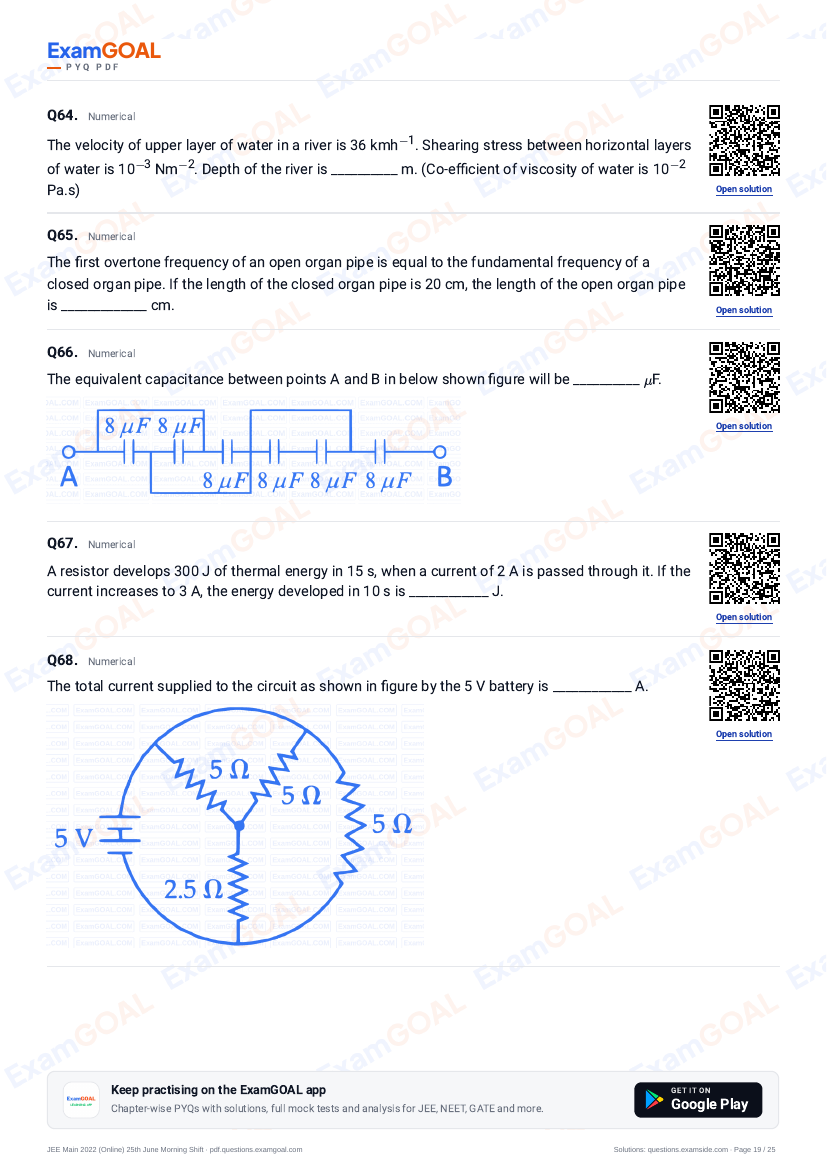 ExamGOAL
PYQ PDF
Q64. Numerical
The velocity of upper layer of water in a river is 36 kmh⁻¹. Shearing stress between horizontal layers
of water is 10⁻³ Nm⁻². Depth of the river is __________ m. (Co-efficient of viscosity of water is 10⁻²
Pa.s)
Open solution
Q65. Numerical
The first overtone frequency of an open organ pipe is equal to the fundamental frequency of a
closed organ pipe. If the length of the closed organ pipe is 20 cm, the length of the open organ pipe
is _____________ cm.
Open solution
Q66. Numerical
The equivalent capacitance between points A and B in below shown figure will be __________ μF.
Open solution
8 μF 8 μF
A
8 μF 8 μF 8 μF 8 μF
B
Q67. Numerical
A resistor develops 300 J of thermal energy in 15 s, when a current of 2 A is passed through it. If the
current increases to 3 A, the energy developed in 10 s is ____________ J.
Open solution
Q68. Numerical
The total current supplied to the circuit as shown in figure by the 5 V battery is ____________ A.
Open solution
5 Ω
5 Ω
5 V
5 Ω
2.5 Ω
Keep practising on the ExamGOAL app
Chapter-wise PYQs with solutions, full mock tests and analysis for JEE, NEET, GATE and more.
GET IT ON
Google Play
JEE Main 2022 (Online) 25th June Morning Shift · pdf.questions.examgoal.com
Solutions: questions.examside.com · Page 19 / 25